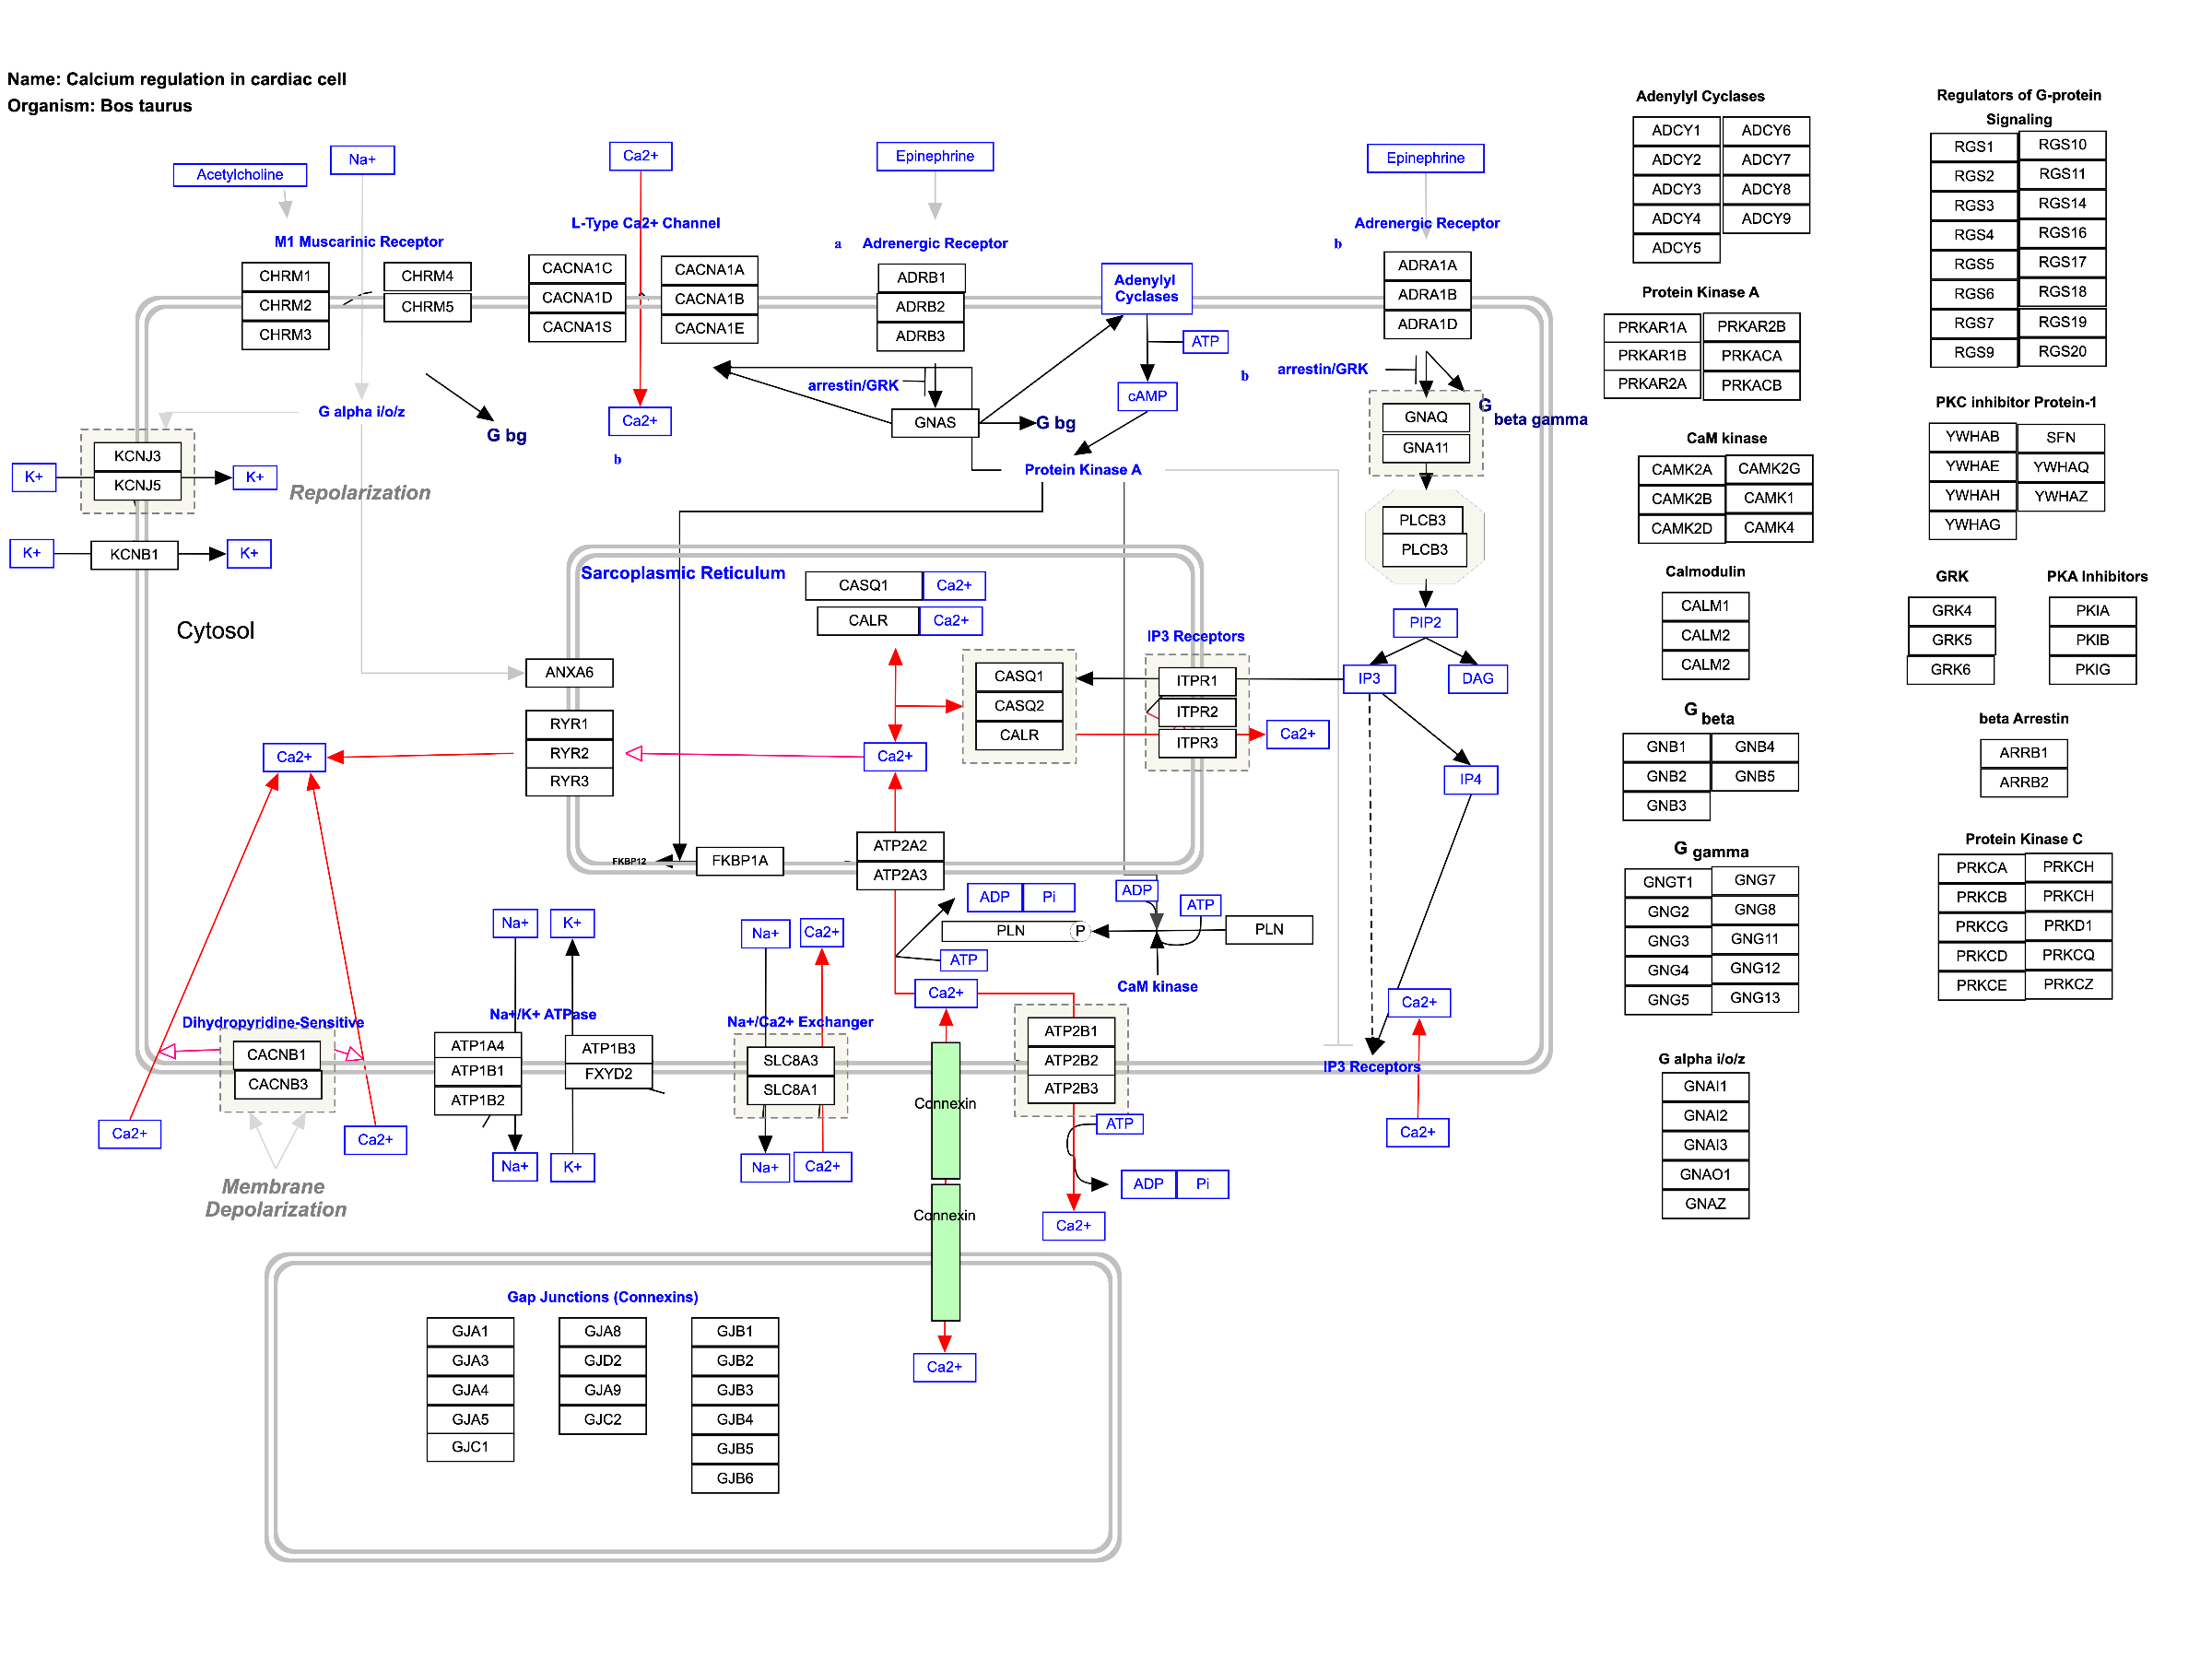 Name: Calcium regulation in cardiac cell
Organism: Bos taurus
Acetylcholine
Na+
Ca2+
Epinephrine
Epinephrine
M1 Muscarinic Receptor
L-Type Ca2+ Channel
a
Adrenergic Receptor
b
Adrenergic Receptor
CHRM1
CHRM2
CHRM3
CHRM4
CHRM5
CACNA1C
CACNA1D
CACNA1S
CACNA1A
CACNA1B
CACNA1E
ADRB1
ADRB2
ADRB3
Adenylyl
Cyclases
ADRA1A
ADRA1B
ADRA1D
ATP
cAMP
arrestin/GRK
b
arrestin/GRK
G alpha i/o/z
G bg
Ca2+
b
GNAS
G bg
GNAQ
GNA11
G
beta gamma
Protein Kinase A
K+
KCNJ3
KCNJ5
K+
Repolarization
K+
KCNB1
K+
PLCB3
PLCB3
Cytosol
Sarcoplasmic Reticulum
CASQ1
Ca2+
CALR
Ca2+
IP3 Receptors
PIP2
IP3
DAG
ANXA6
RYR1
RYR2
RYR3
CASQ1
CASQ2
CALR
ITPR1
ITPR2
ITPR3
Ca2+
Ca2+
Ca2+
IP4
FKBP12
FKBP1A
ATP2A2
ATP2A3
ADP
Pi
ADP
ATP
PLN
P
PLN
ATP
CaM kinase
Na+
K+
Na+
Ca2+
Ca2+
Ca2+
Dihydropyridine-Sensitive
Na+/K+ ATPase
Na+/Ca2+ Exchanger
CACNB1
CACNB3
ATP1A4
ATP1B1
ATP1B2
ATP1B3
FXYD2
SLC8A3
SLC8A1
ATP2B1
ATP2B2
ATP2B3
IP3 Receptors
Connexin
ATP
Ca2+
Ca2+
Ca2+
Na+
K+
Na+
Ca2+
ADP
Pi
Membrane
Depolarization
Connexin
Ca2+
Gap Junctions (Connexins)
GJA1
GJA3
GJA4
GJA5
GJC1
GJA8
GJD2
GJA9
GJC2
GJB1
GJB2
GJB3
GJB4
GJB5
GJB6
Ca2+
Adenylyl Cyclases
ADCY1
ADCY2
ADCY3
ADCY4
ADCY5
ADCY6
ADCY7
ADCY8
ADCY9
Protein Kinase A
PRKAR1A
PRKAR1B
PRKAR2A
PRKAR2B
PRKACA
PRKACB
CaM kinase
CAMK2A
CAMK2B
CAMK2D
CAMK2G
CAMK1
CAMK4
Calmodulin
CALM1
CALM2
CALM2
G
beta
GNB1
GNB2
GNB3
GNB4
GNB5
G
gamma
GNGT1
GNG2
GNG3
GNG4
GNG5
GNG7
GNG8
GNG11
GNG12
GNG13
G alpha i/o/z
GNAI1
GNAI2
GNAI3
GNAO1
GNAZ
Regulators of G-protein
Signaling
RGS1
RGS2
RGS3
RGS4
RGS5
RGS6
RGS7
RGS9
RGS10
RGS11
RGS14
RGS16
RGS17
RGS18
RGS19
RGS20
PKC inhibitor Protein-1
YWHAB
YWHAE
YWHAH
YWHAG
SFN
YWHAQ
YWHAZ
GRK
GRK4
GRK5
GRK6
PKA Inhibitors
PKIA
PKIB
PKIG
beta Arrestin
ARRB1
ARRB2
Protein Kinase C
PRKCA
PRKCB
PRKCG
PRKCD
PRKCE
PRKCH
PRKCH
PRKD1
PRKCQ
PRKCZ